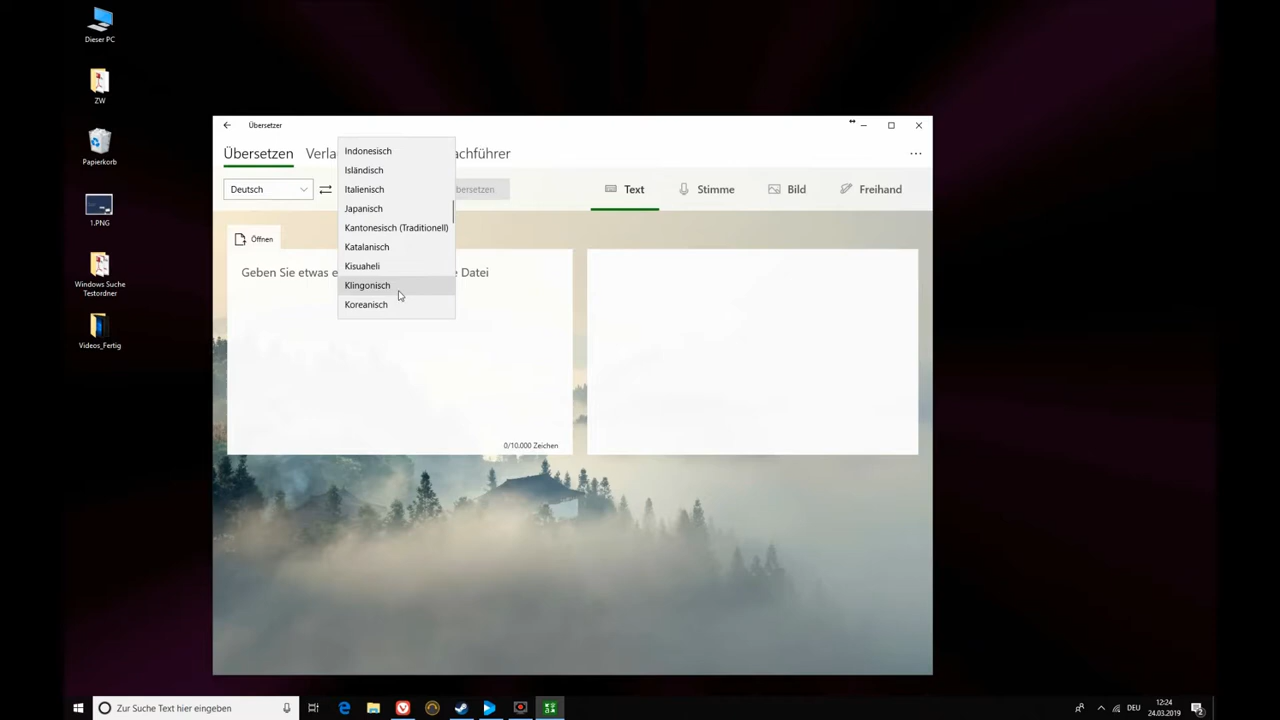 Dieser PC
ZW
Papierkorb
1.PNG
Windows Suche
Testordner
Videos_Fertig
Übersetzer
Übersetzen
Verla
achführer
Deutsch
bersetzen
Text
Stimme
Bild
Freihand
Indonesisch
Isländisch
Italienisch
Japanisch
Kantonesisch (Traditionell)
Katalanisch
Kisuaheli
Klingonisch
Koreanisch
Öffnen
Geben Sie etwas e
e Datei
0/10.000 Zeichen
Zur Suche Text hier eingeben
DEU
12:24
24.03.2019
2